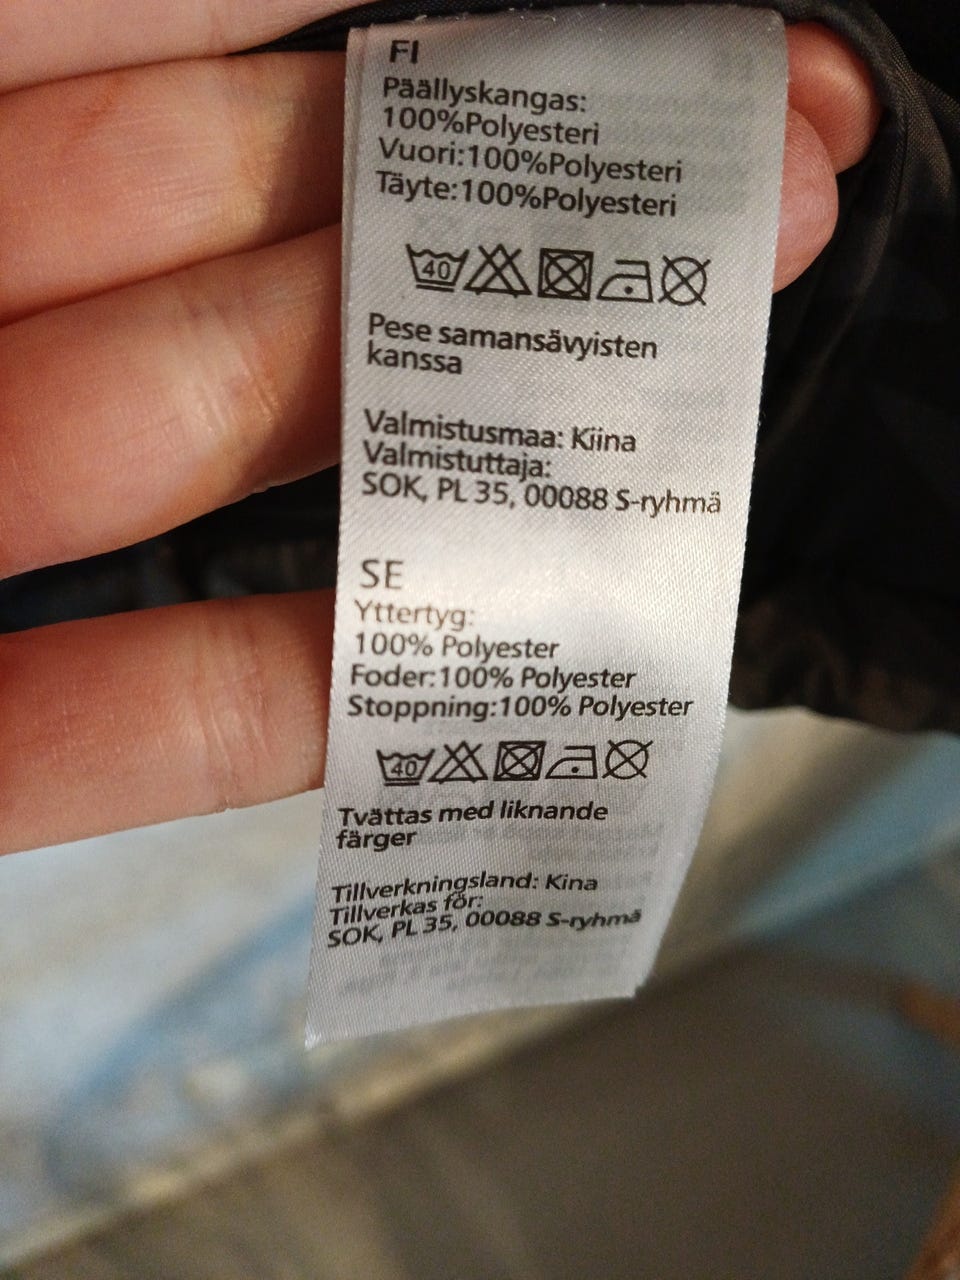 FI
Päällyskangas:
100%Polyesteri
Vuori:100%Polyesteri
Täyte:100%Polyesteri
40
Pese samansävyisten
kanssa
Valmistusmaa: Kiina
Valmistuttaja:
SOK, PL 35, 00088 S-ryhmä
SE
Yttertyg:
100% Polyester
Foder:100% Polyester
Stoppning:100% Polyester
40
Tvättas med liknande
färger
Tillverkningsland: Kina
Tillverkas för:
SOK, PL 35, 00088 S-ryhmä